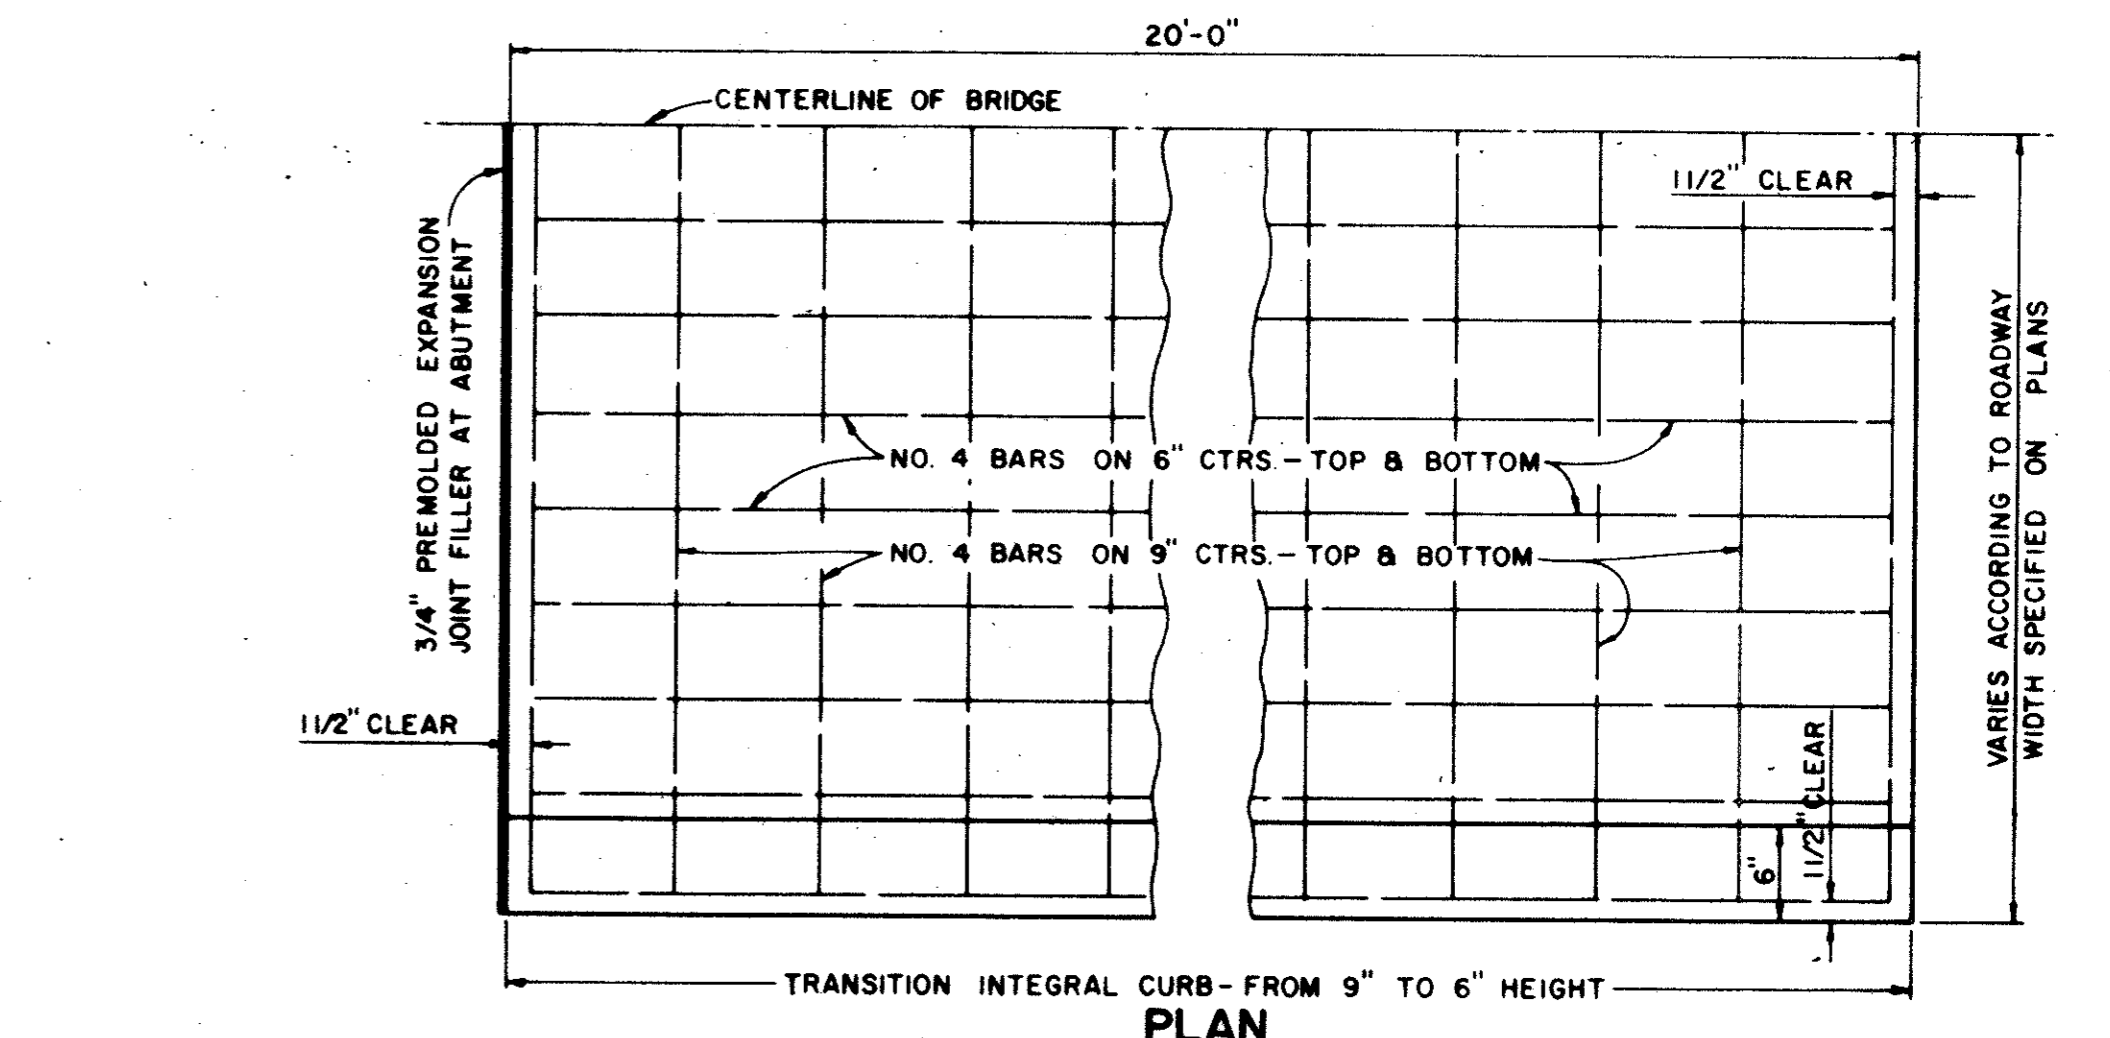 20'-0"
CENTERLINE OF BRIDGE
11/2" CLEAR
3/4" PREMOLDED EXPANSION
JOINT FILLER AT ABUTMENT
VARIES ACCORDING TO ROADWAY
WIDTH SPECIFIED ON PLANS
NO. 4 BARS ON 6" CTRS.-TOP & BOTTOM
NO. 4 BARS ON 9" CTRS.-TOP & BOTTOM
11/2" CLEAR
11/2" CLEAR
6"
TRANSITION INTEGRAL CURB-FROM 9" TO 6" HEIGHT
PLAN